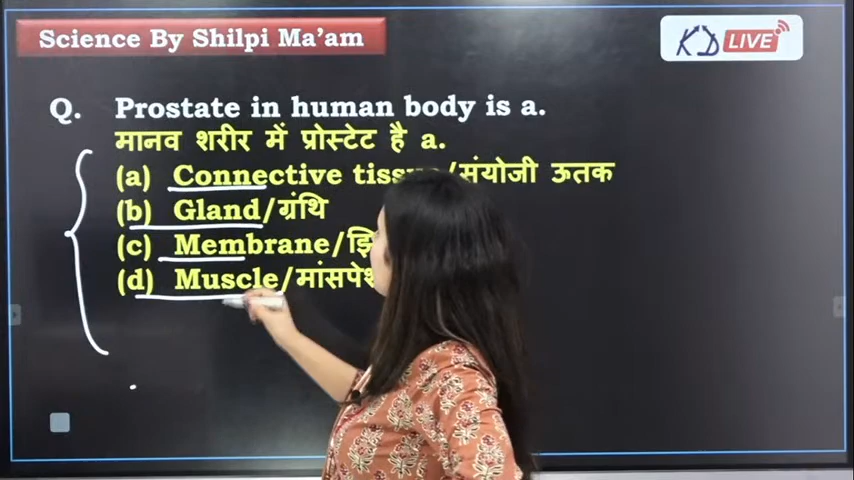 Science By Shilpi Ma'am
KD LIVE
Q. Prostate in human body is a.
मानव शरीर में प्रोस्टेट है a.
(a) Connective /संयोजी ऊतक
(b) Gland/ग्रंथि
(c) Membrane/
(d) Muscle/